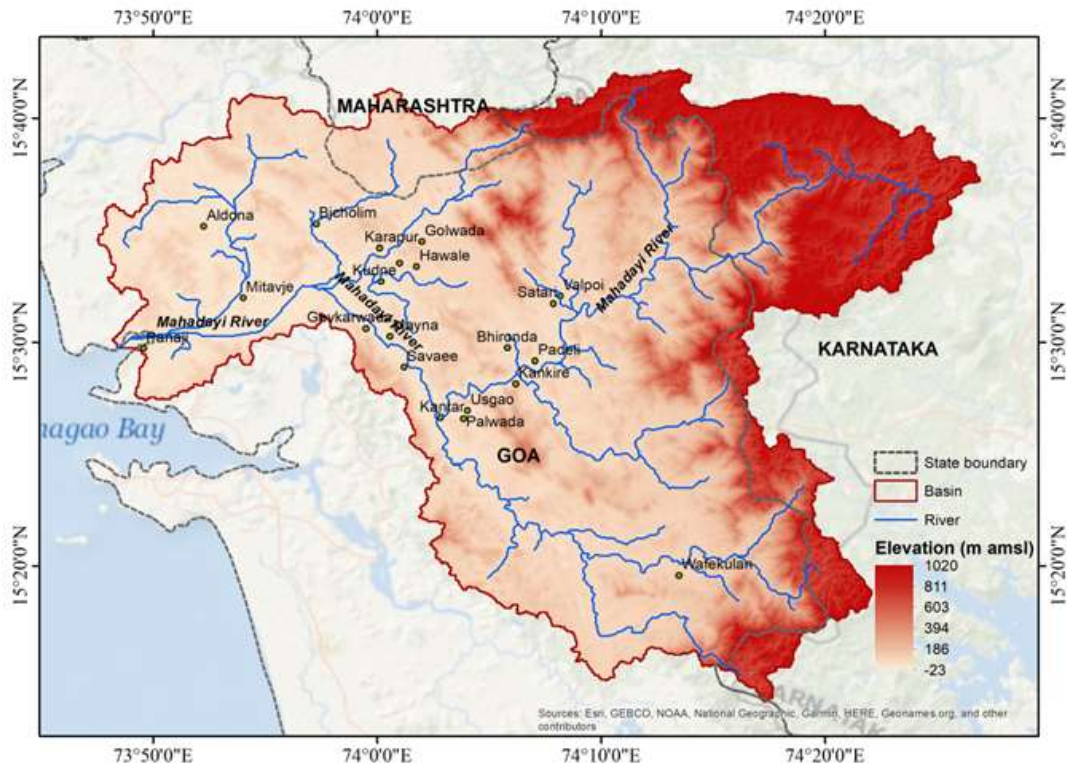 73°50'0"E 74°0'0"E 74°10'0"E 74°20'0"E
15°40'0"N
15°40'0"N
MAHARASHTRA
Aldona
Bicholim
Golwada
Karapur
Hawale
Kudne
Mitavje
Valpoi
Satari
Mahadayi River
Mahadayi River
Mahadayi River
15°30'0"N
15°30'0"N
Panaji
Savaee
Bhironda
Padeli
Kankire
KARNATAKA
Kantar
Usgao
Palwada
nagao Bay
GOA
State boundary
Basin
River
Elevation (m amsl)
1020
811
603
394
186
-23
15°20'0"N
15°20'0"N
Sources: Esri, GEBCO, NOAA, National Geographic, Garmin, HERE, Geonames.org, and other
contributors
73°50'0"E 74°0'0"E 74°10'0"E 74°20'0"E